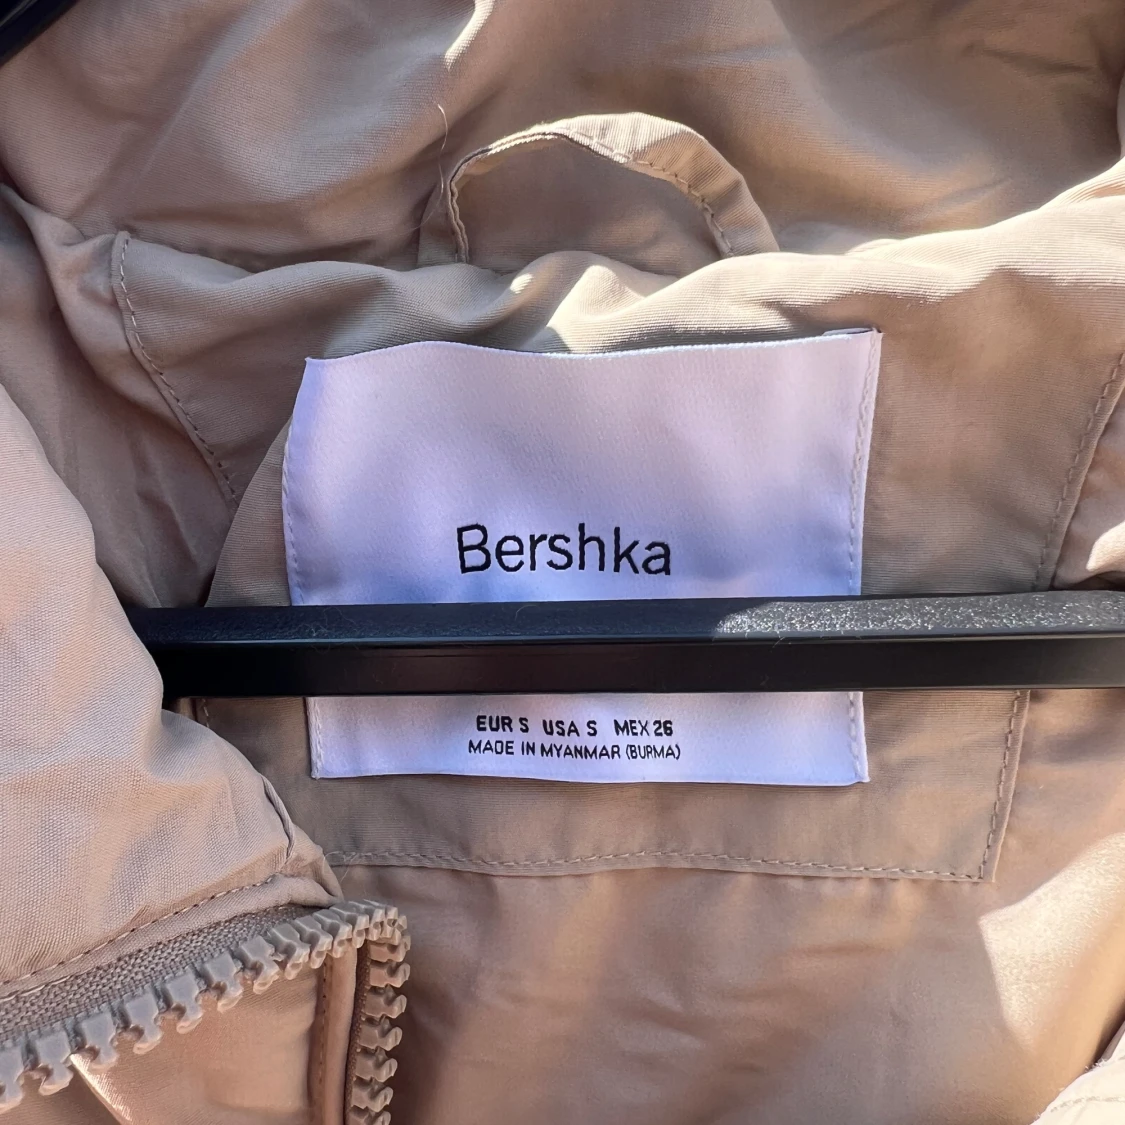 Bershka
EUR S USA S MEX 26
MADE IN MYANMAR (BURMA)